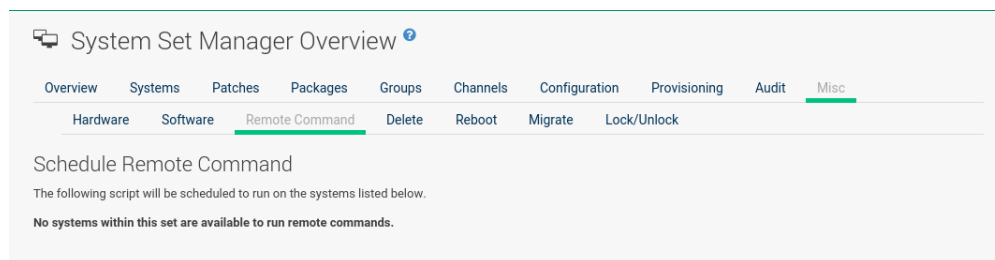 System Set Manager Overview ?
Overview Systems Patches Packages Groups Channels Configuration Provisioning Audit Misc
Hardware Software Remote Command Delete Reboot Migrate Lock/Unlock
Schedule Remote Command
The following script will be scheduled to run on the systems listed below.
No systems within this set are available to run remote commands.